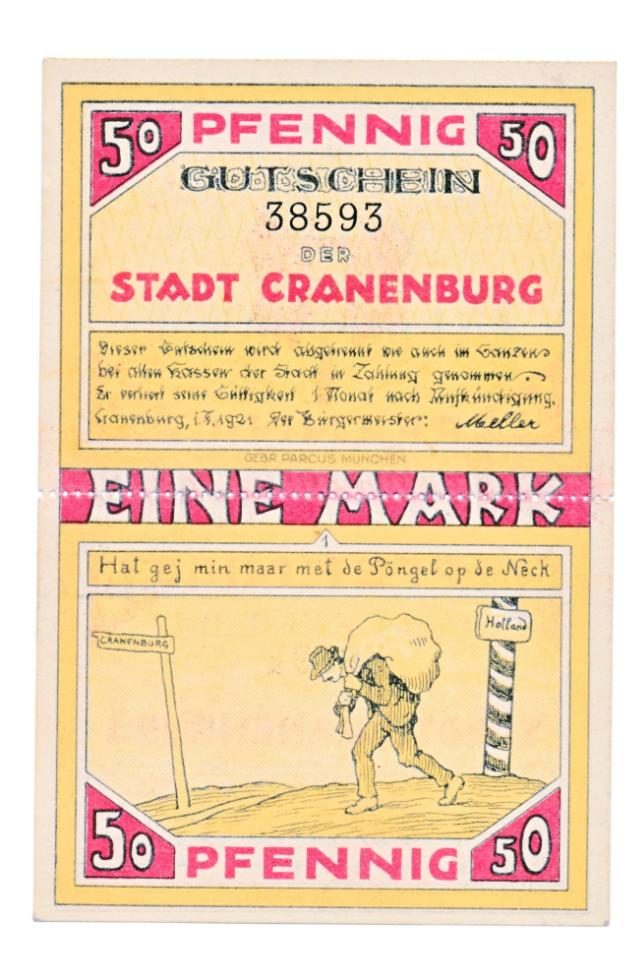 50 PFENNIG 50
GUTSCHEIN
38593
DER
STADT CRANENBURG
Dieser Gutschein wird abgetrennt wie auch im Ganzen
bei allen Kassen der Stadt in Zahlung genommen.
Er verliert seine Gültigkeit 1 Monat nach Aufkündigung.
Cranenburg, 1.8.1921 Der Bürgermeister:
GEBR. PARCUS MÜNCHEN
EINE MARK
1
Hat gej min maar met de Pöngel op de Neck
CRANENBURG
Holland
50 PFENNIG 50